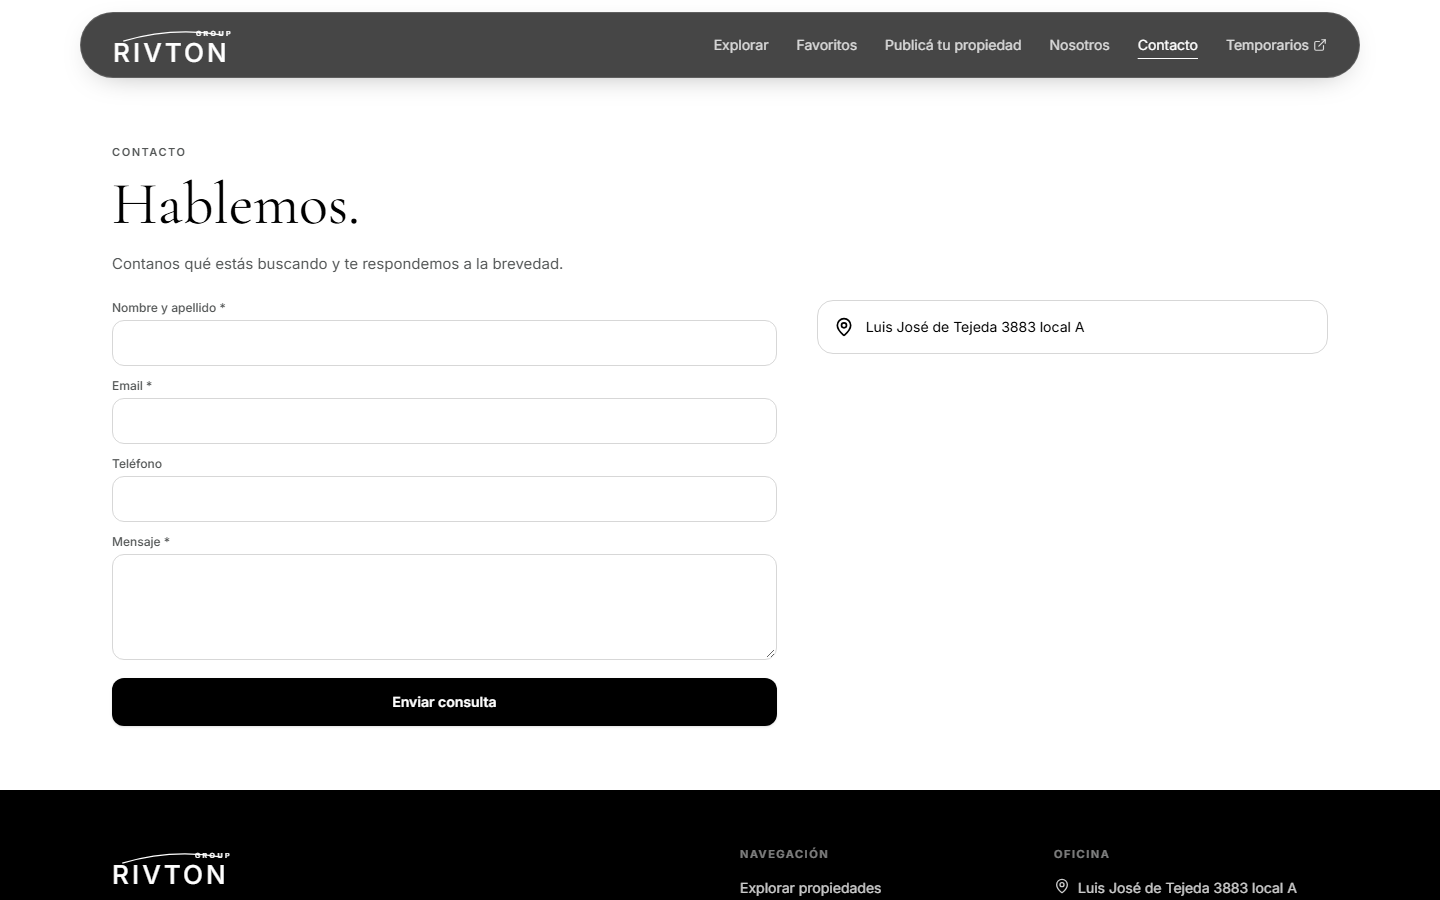 GROUP
RIVTON
Explorar
Favoritos
Publicá tu propiedad
Nosotros
Contacto
Temporarios
CONTACTO
Hablemos.
Contanos qué estás buscando y te respondemos a la brevedad.
Nombre y apellido *
Luis José de Tejeda 3883 local A
Email *
Teléfono
Mensaje *
Enviar consulta
GROUP
RIVTON
NAVEGACIÓN
Explorar propiedades
OFICINA
Luis José de Tejeda 3883 local A